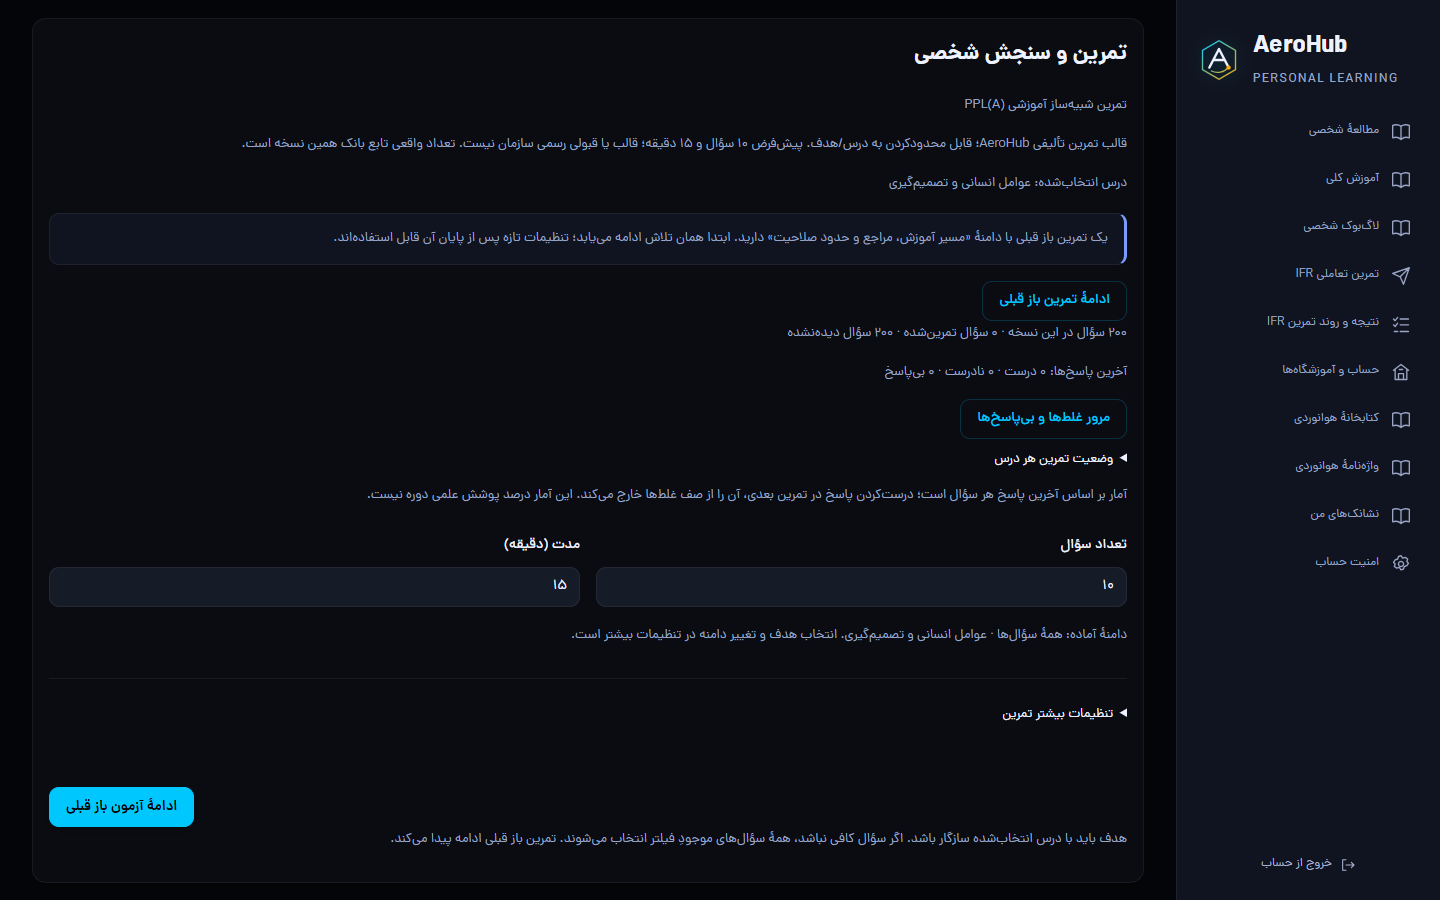 AeroHub
PERSONAL LEARNING
مطالعهٔ شخصی
آموزش کلی
لاگ‌بوک شخصی
تمرین تعاملی IFR
نتیجه و روند تمرین IFR
حساب و آموزشگاه‌ها
کتابخانهٔ هوانوردی
واژه‌نامهٔ هوانوردی
نشانک‌های من
امنیت حساب
خروج از حساب
تمرین و سنجش شخصی
تمرین شبیه‌ساز آموزشی PPL(A)
قالب تمرین تألیفی AeroHub؛ قابل محدودکردن به درس/هدف. پیش‌فرض ۱۰ سؤال و ۱۵ دقیقه؛ قالب یا قبولی رسمی سازمان نیست. تعداد واقعی تابع بانک همین نسخه است.
درس انتخاب‌شده: عوامل انسانی و تصمیم‌گیری
یک تمرین باز قبلی با دامنهٔ «مسیر آموزش، مراجع و حدود صلاحیت» دارید. ابتدا همان تلاش ادامه می‌یابد؛ تنظیمات تازه پس از پایان آن قابل استفاده‌اند.
ادامهٔ تمرین باز قبلی
۲۰۰ سؤال در این نسخه · ۰ سؤال تمرین‌شده · ۲۰۰ سؤال دیده‌نشده
آخرین پاسخ‌ها: ۰ درست · ۰ نادرست · ۰ بی‌پاسخ
مرور غلط‌ها و بی‌پاسخ‌ها
وضعیت تمرین هر درس
آمار بر اساس آخرین پاسخ هر سؤال است؛ درست‌کردن پاسخ در تمرین بعدی، آن را از صف غلط‌ها خارج می‌کند. این آمار درصد پوشش علمی دوره نیست.
تعداد سؤال
۱۰
مدت (دقیقه)
۱۵
دامنهٔ آماده: همهٔ سؤال‌ها · عوامل انسانی و تصمیم‌گیری. انتخاب هدف و تغییر دامنه در تنظیمات بیشتر است.
تنظیمات بیشتر تمرین
ادامهٔ آزمون باز قبلی
هدف باید با درس انتخاب‌شده سازگار باشد. اگر سؤال کافی نباشد، همهٔ سؤال‌های موجودِ فیلتر انتخاب می‌شوند. تمرین باز قبلی ادامه پیدا می‌کند.